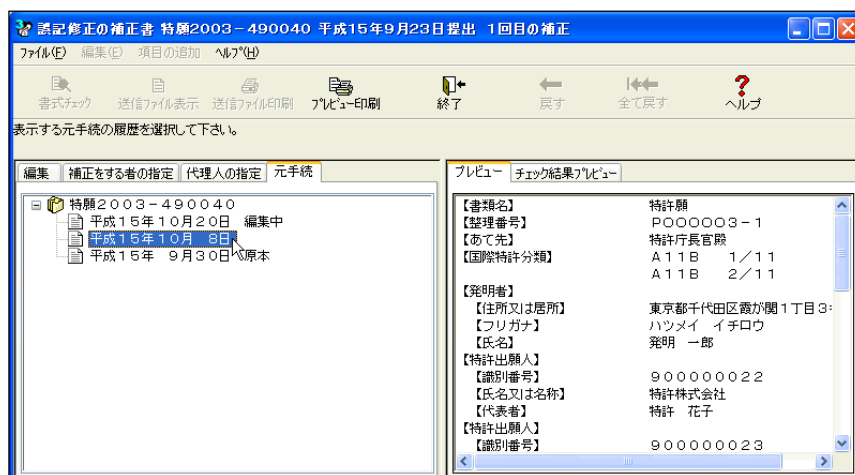 誤記修正の補正書 特願2003-490040 平成15年9月23日提出 1回目の補正
ファイル(F) 編集(E) 項目の追加 ヘルプ(H)
書式チェック 送信ファイル表示 送信ファイル印刷 プレビュー印刷 終了 戻す 全て戻す ヘルプ
表示する元手続の履歴を選択して下さい。
編集 補正をする者の指定 代理人の指定 元手続
特願2003-490040
平成15年10月20日 編集中
平成15年10月 8日
平成15年 9月30日 原本
プレビュー チェック結果プレビュー
【書類名】 特許願
【整理番号】 P000003-1
【あて先】 特許庁長官殿
【国際特許分類】 A11B 1/11
A11B 2/11
【発明者】
【住所又は居所】 東京都千代田区霞が関1丁目3
【フリガナ】 ハツメイ イチロウ
【氏名】 発明 一郎
【特許出願人】
【識別番号】 900000022
【氏名又は名称】 特許株式会社
【代表者】 特許 花子
【特許出願人】
【識別番号】 900000023